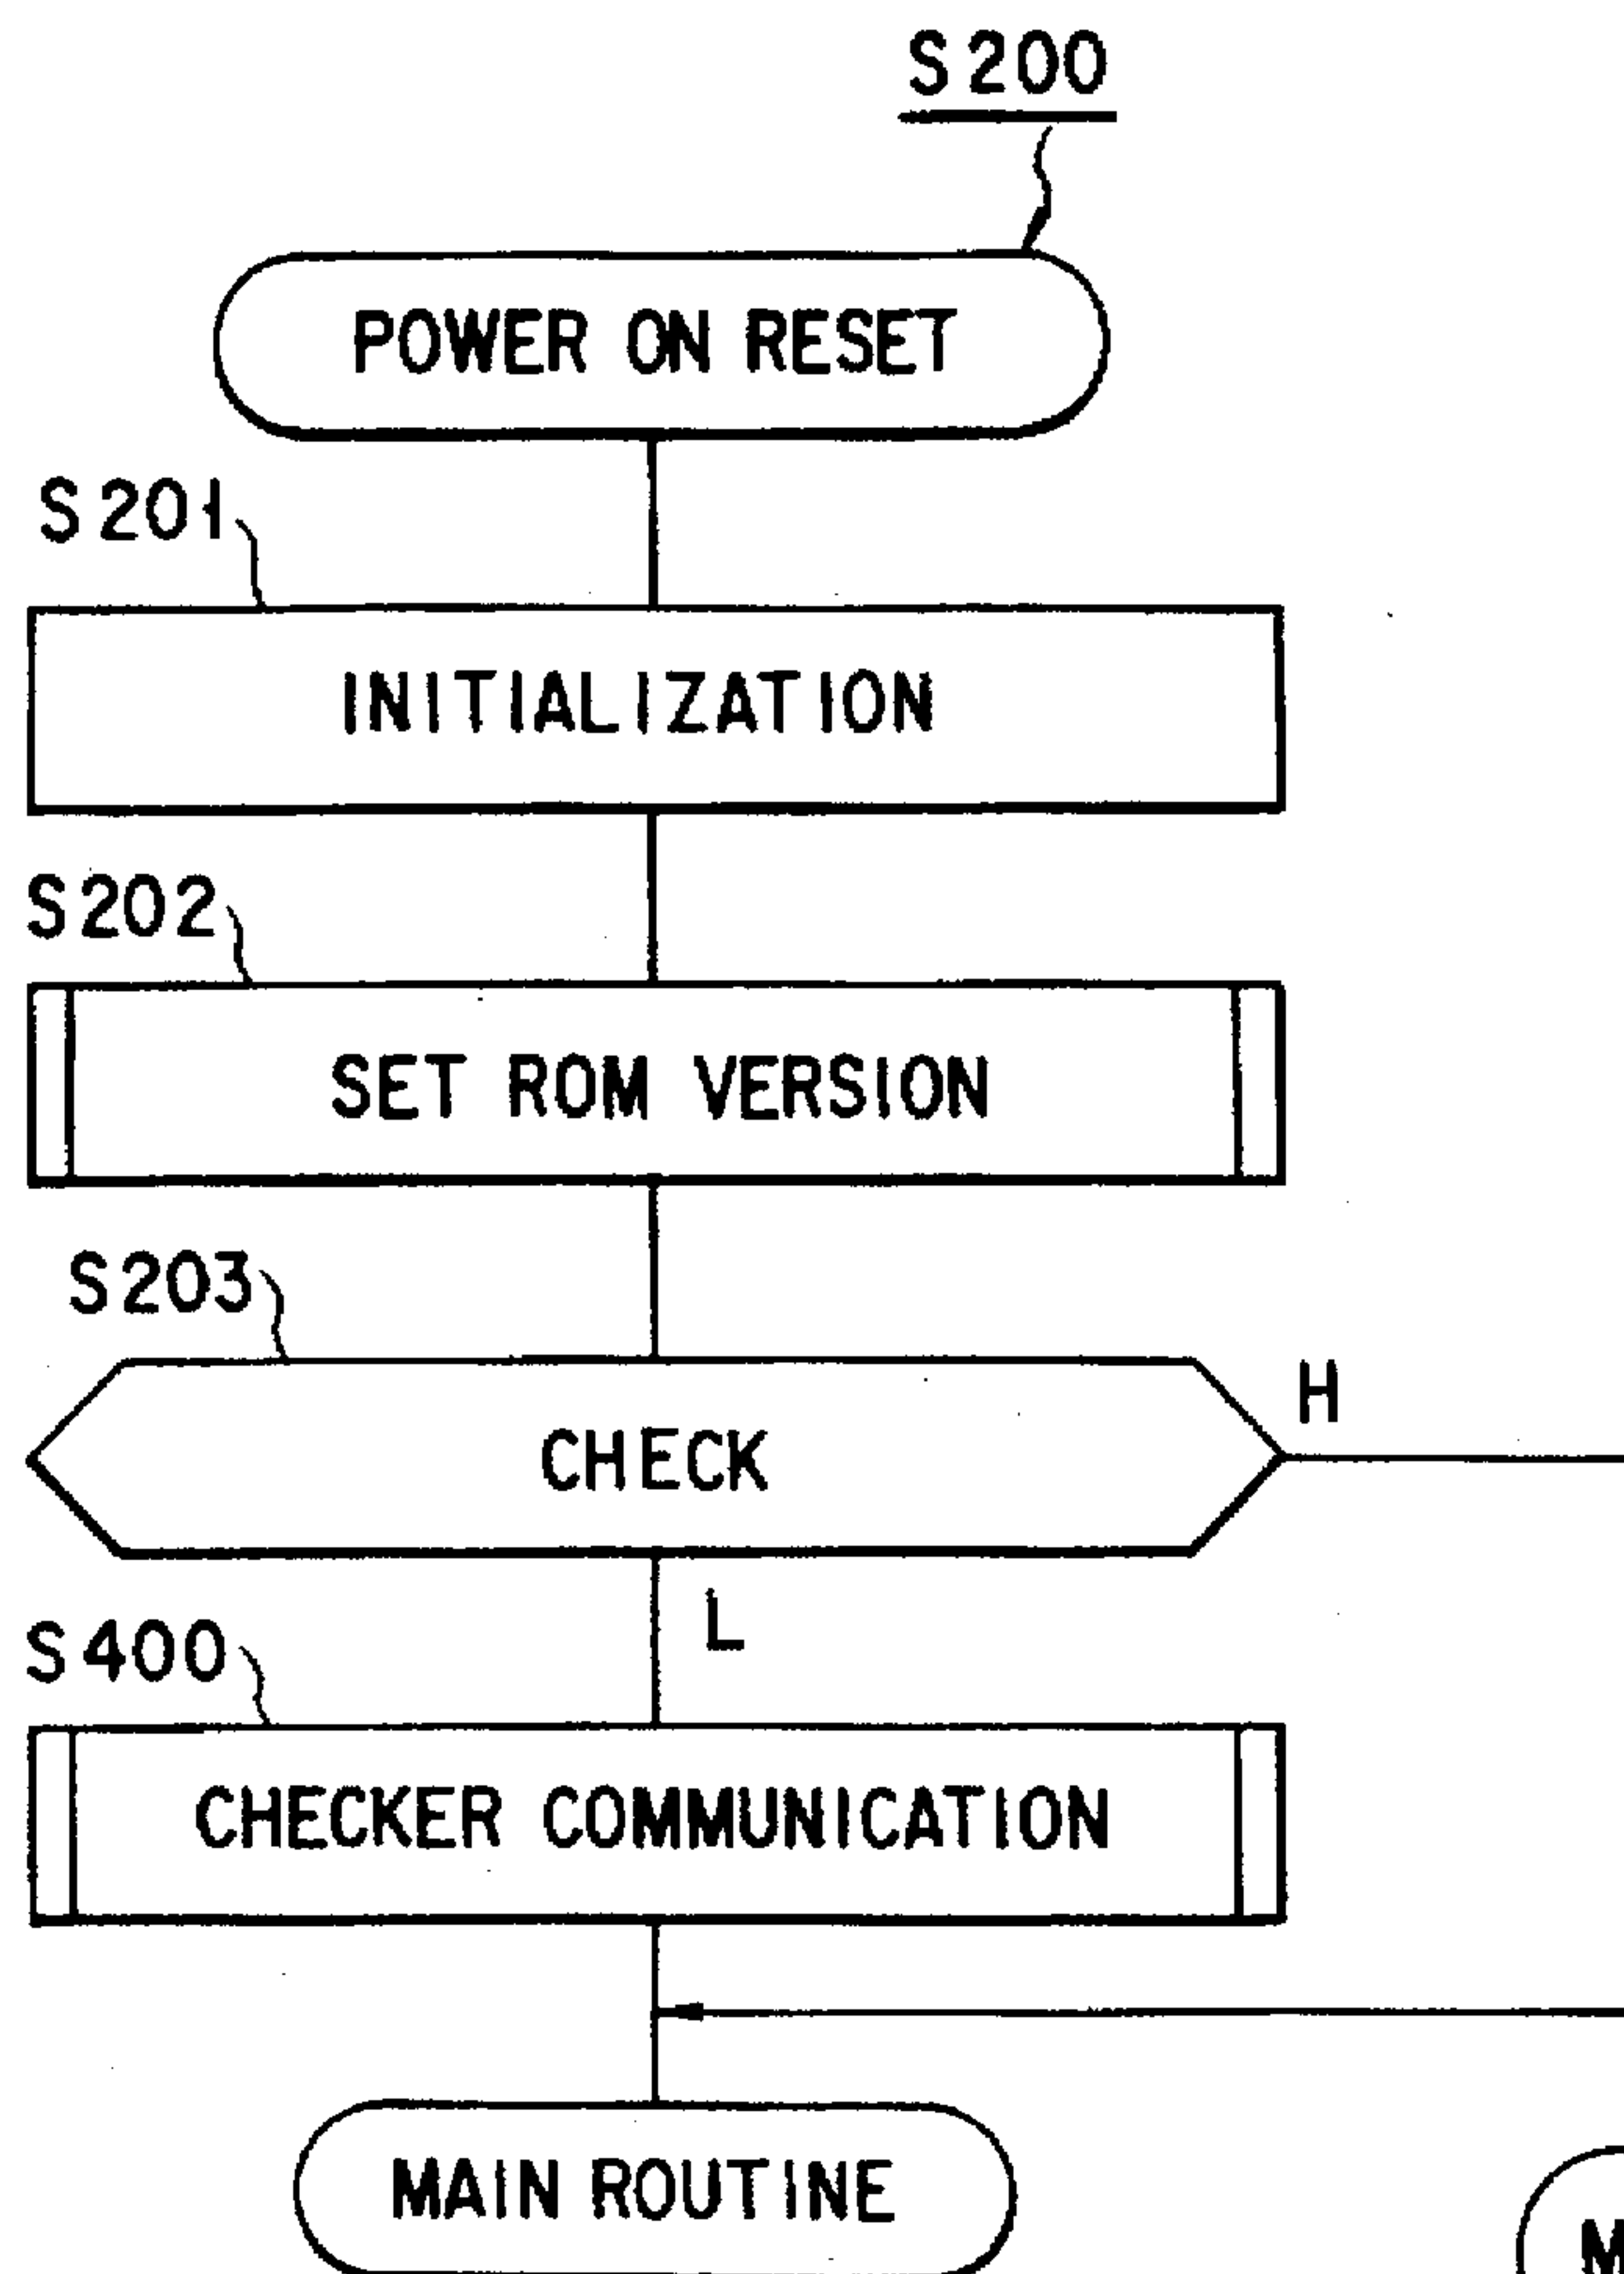 S200
POWER ON RESET
S201
INITIALIZATION
S202
SET ROM VERSION
S203
CHECK
H
L
S400
CHECKER COMMUNICATION
MAIN ROUTINE